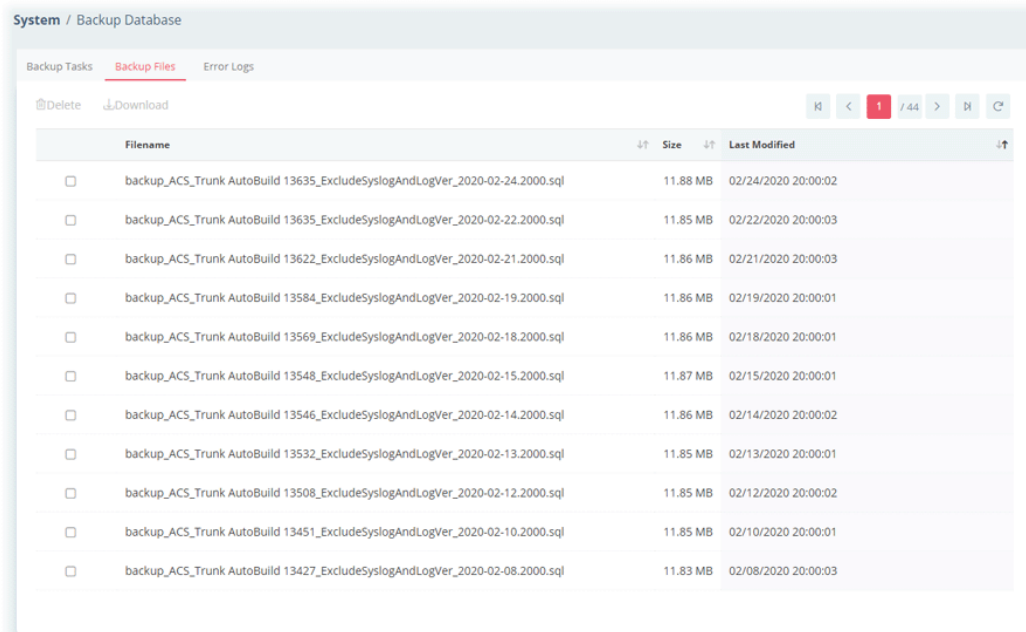 System / Backup Database
Backup Tasks Backup Files Error Logs
Delete Download 1 / 44
Filename Size Last Modified
backup_ACS_Trunk AutoBuild 13635_ExcludeSyslogAndLogVer_2020-02-24.2000.sql 11.88 MB 02/24/2020 20:00:02
backup_ACS_Trunk AutoBuild 13635_ExcludeSyslogAndLogVer_2020-02-22.2000.sql 11.85 MB 02/22/2020 20:00:03
backup_ACS_Trunk AutoBuild 13622_ExcludeSyslogAndLogVer_2020-02-21.2000.sql 11.86 MB 02/21/2020 20:00:03
backup_ACS_Trunk AutoBuild 13584_ExcludeSyslogAndLogVer_2020-02-19.2000.sql 11.86 MB 02/19/2020 20:00:01
backup_ACS_Trunk AutoBuild 13569_ExcludeSyslogAndLogVer_2020-02-18.2000.sql 11.86 MB 02/18/2020 20:00:01
backup_ACS_Trunk AutoBuild 13548_ExcludeSyslogAndLogVer_2020-02-15.2000.sql 11.87 MB 02/15/2020 20:00:01
backup_ACS_Trunk AutoBuild 13546_ExcludeSyslogAndLogVer_2020-02-14.2000.sql 11.86 MB 02/14/2020 20:00:02
backup_ACS_Trunk AutoBuild 13532_ExcludeSyslogAndLogVer_2020-02-13.2000.sql 11.85 MB 02/13/2020 20:00:01
backup_ACS_Trunk AutoBuild 13508_ExcludeSyslogAndLogVer_2020-02-12.2000.sql 11.85 MB 02/12/2020 20:00:02
backup_ACS_Trunk AutoBuild 13451_ExcludeSyslogAndLogVer_2020-02-10.2000.sql 11.85 MB 02/10/2020 20:00:01
backup_ACS_Trunk AutoBuild 13427_ExcludeSyslogAndLogVer_2020-02-08.2000.sql 11.83 MB 02/08/2020 20:00:03